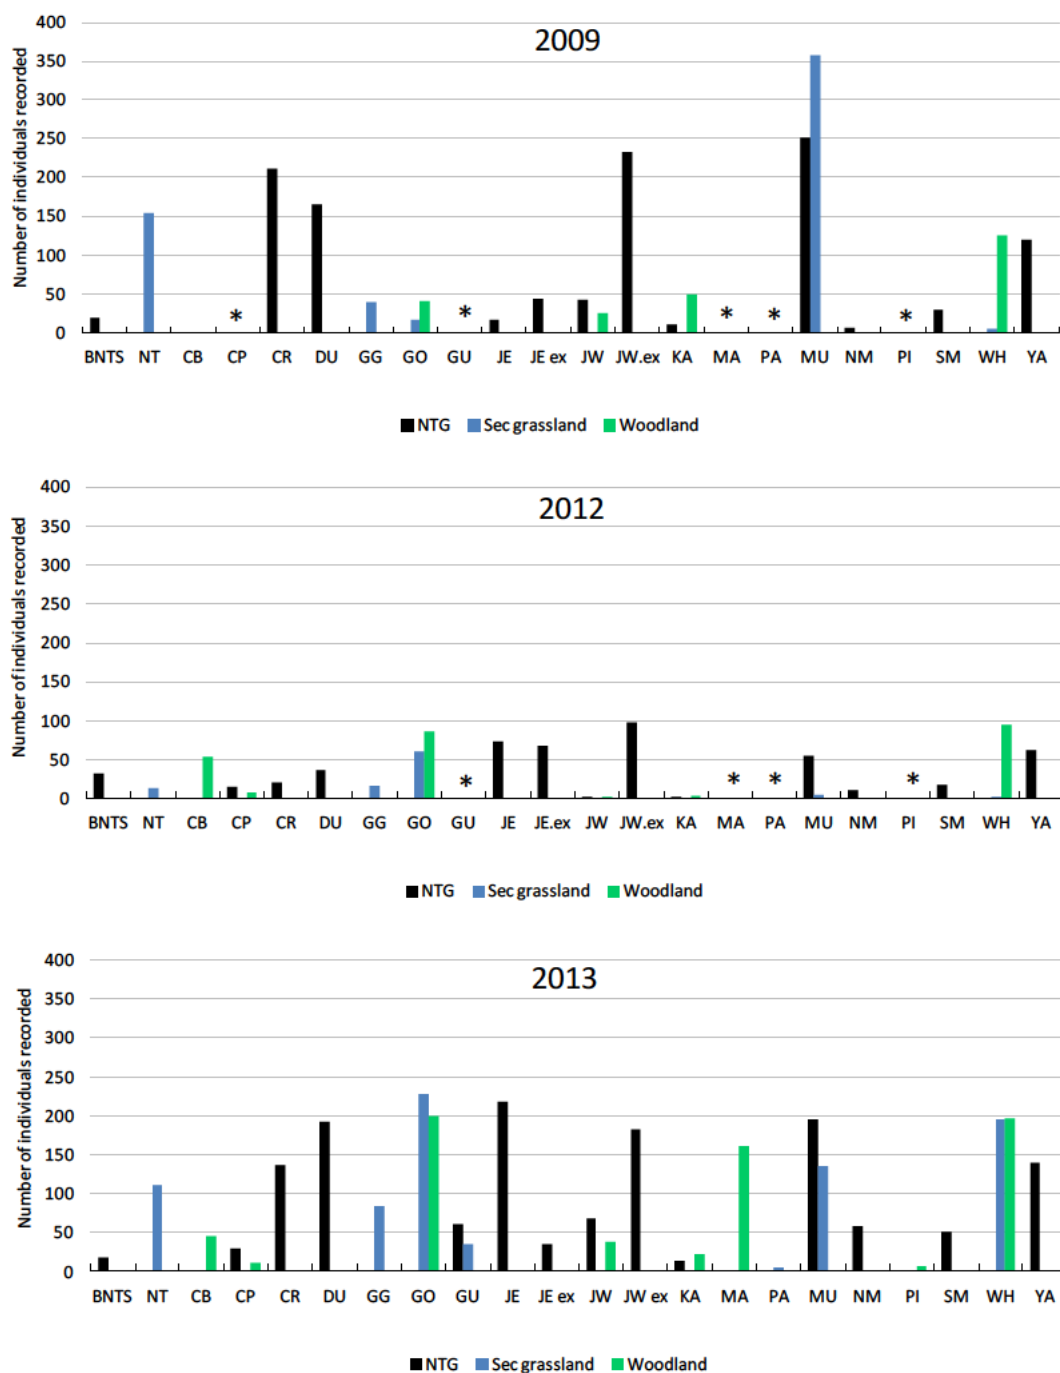 2009
Number of individuals recorded
400
350
300
250
200
150
100
50
0
* * * * *
BNTS NT CB CP CR DU GG GO GU JE JE ex JW JW.ex KA MA PA MU NM PI SM WH YA
NTG Sec grassland Woodland
2012
Number of individuals recorded
400
350
300
250
200
150
100
50
0
* * * *
BNTS NT CB CP CR DU GG GO GU JE JE.ex JW JW.ex KA MA PA MU NM PI SM WH YA
NTG Sec grassland Woodland
2013
Number of individuals recorded
400
350
300
250
200
150
100
50
0
BNTS NT CB CP CR DU GG GO GU JE JE ex JW JW ex KA MA PA MU NM PI SM WH YA
NTG Sec grassland Woodland